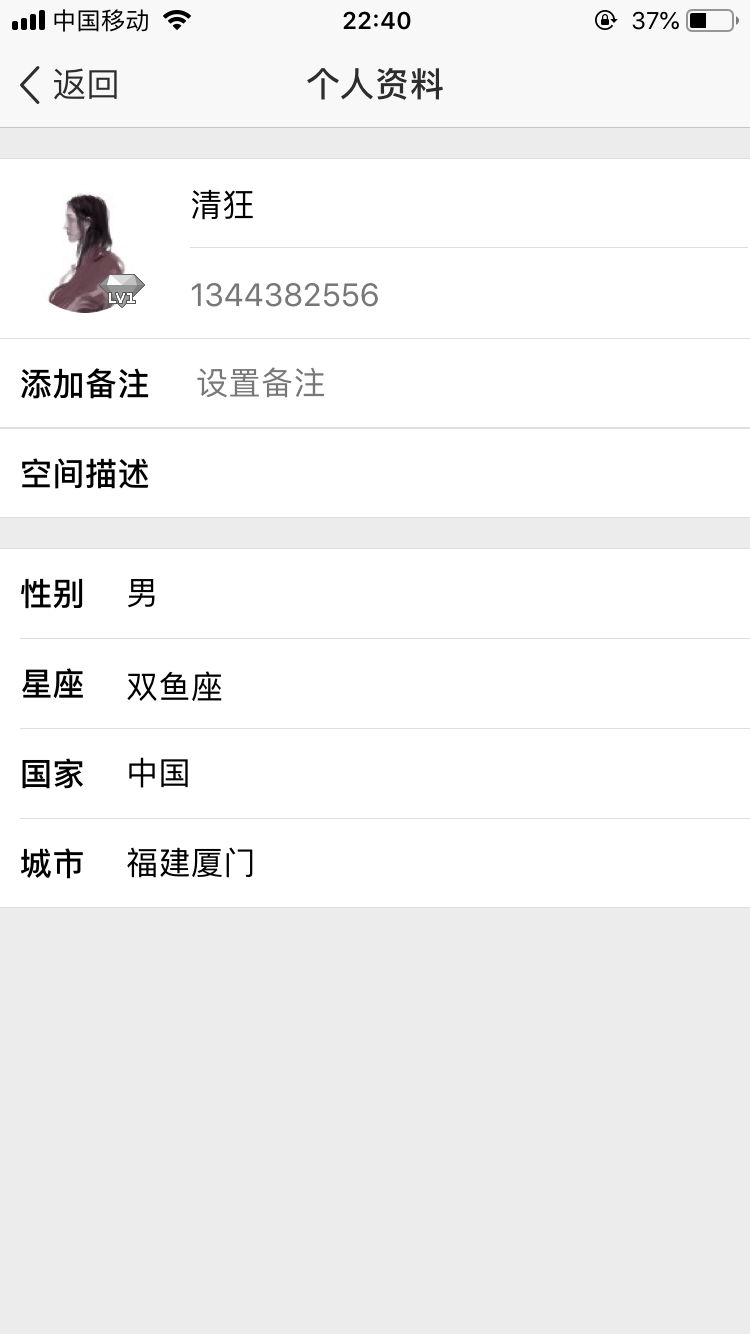 中国移动 22:40 37%
返回 个人资料
清狂
LV1
1344382556
添加备注 设置备注
空间描述
性别 男
星座 双鱼座
国家 中国
城市 福建厦门